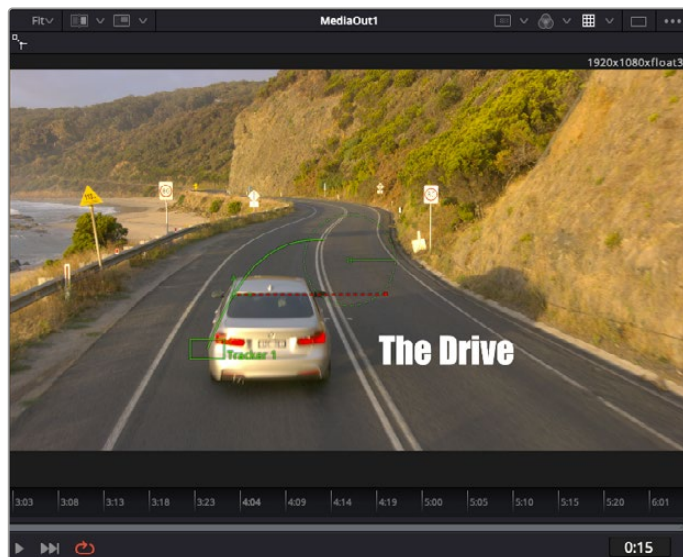 Fit
MediaOut1
1920x1080xfloat3
Tracker 1
The Drive
3:03 3:08 3:13 3:18 3:23 4:04 4:09 4:14 4:19 5:00 5:05 5:10 5:15 5:20 6:01
0:15